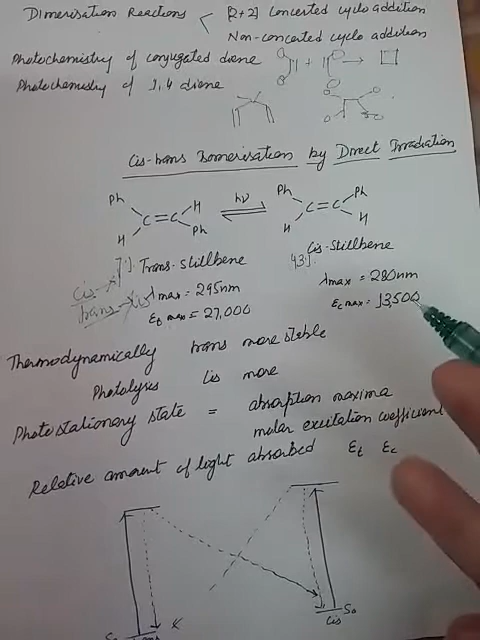 Dimerisation Reactions < [2+2] Concerted cyclo addition
Non-concerted cyclo addition
Photochemistry of conjugated diene
+ →
Photochemistry of 1,4 diene
Cis-trans Isomerisation by Direct Irradiation
Ph H C=C H Ph hν Ph Ph C=C H H
Trans-stilbene Cis-stilbene
λmax = 295nm λmax = 280nm
εt max = 27,000 εc max = 13,500
Thermodynamically trans more stable
Photolysis cis more
Photostationary state = absorption maxima
molar excitation coefficient
Relative amount of light absorbed εt εc
S0
trans cis